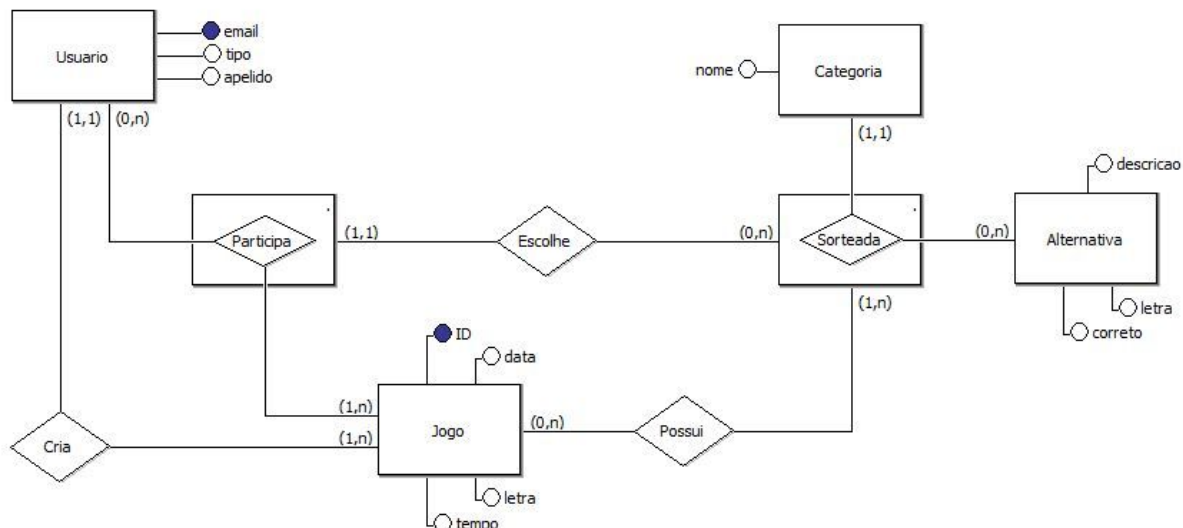 Usuario
email
tipo
apelido
(1,1)
(0,n)
nome
Categoria
(1,1)
Participa
(1,1)
Escolhe
(0,n)
Sorteada
(0,n)
Alternativa
descricao
letra
correto
(1,n)
ID
data
(1,n)
(1,n)
Jogo
(0,n)
Possui
Cria
letra
tempo